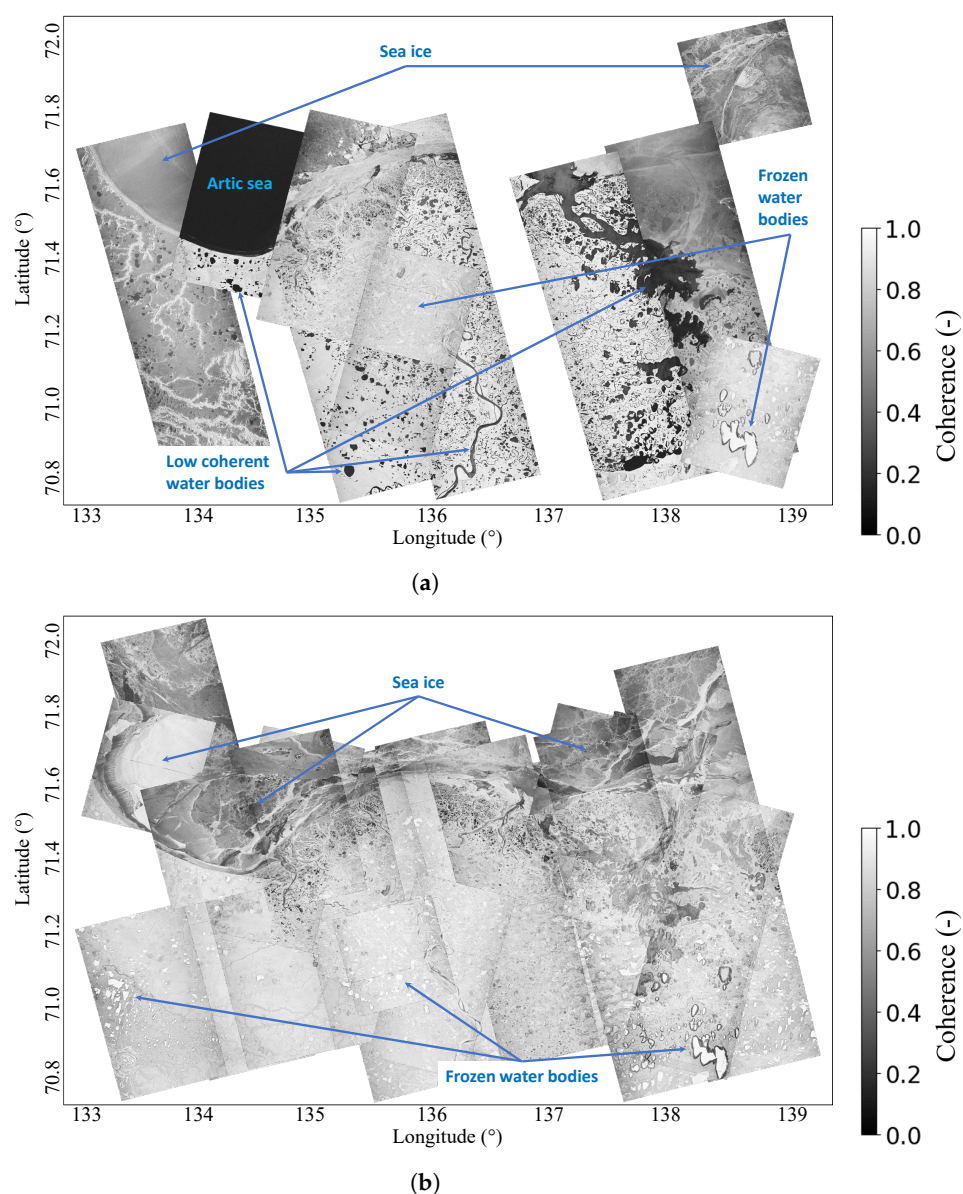 72.0
71.8
71.6
71.4
71.2
71.0
70.8
Latitude (°)
Sea ice
Artic sea
Frozen
water
bodies
Low coherent
water bodies
133
134
135
136
137
138
139
Longitude (°)
1.0
0.8
0.6
0.4
0.2
0.0
Coherence (-)
(a)
72.0
71.8
71.6
71.4
71.2
71.0
70.8
Latitude (°)
Sea ice
Frozen water bodies
133
134
135
136
137
138
139
Longitude (°)
1.0
0.8
0.6
0.4
0.2
0.0
Coherence (-)
(b)